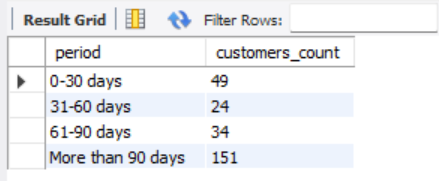 Result Grid Filter Rows:
period customers_count
0-30 days 49
31-60 days 24
61-90 days 34
More than 90 days 151